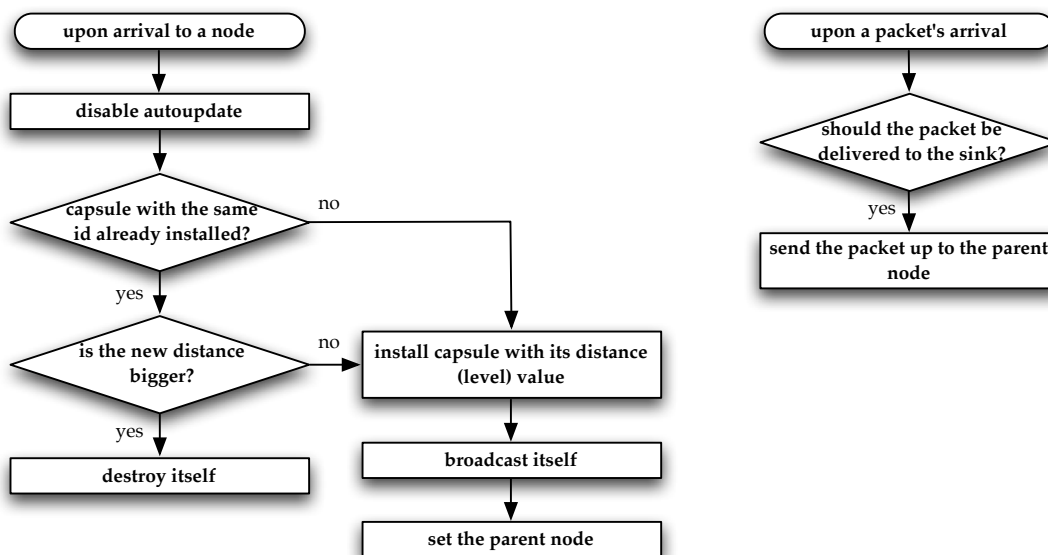 upon arrival to a node
disable autoupdate
capsule with the same
id already installed?
no
yes
is the new distance
bigger?
no
yes
destroy itself
install capsule with its distance
(level) value
broadcast itself
set the parent node
upon a packet's arrival
should the packet be
delivered to the sink?
yes
send the packet up to the parent
node